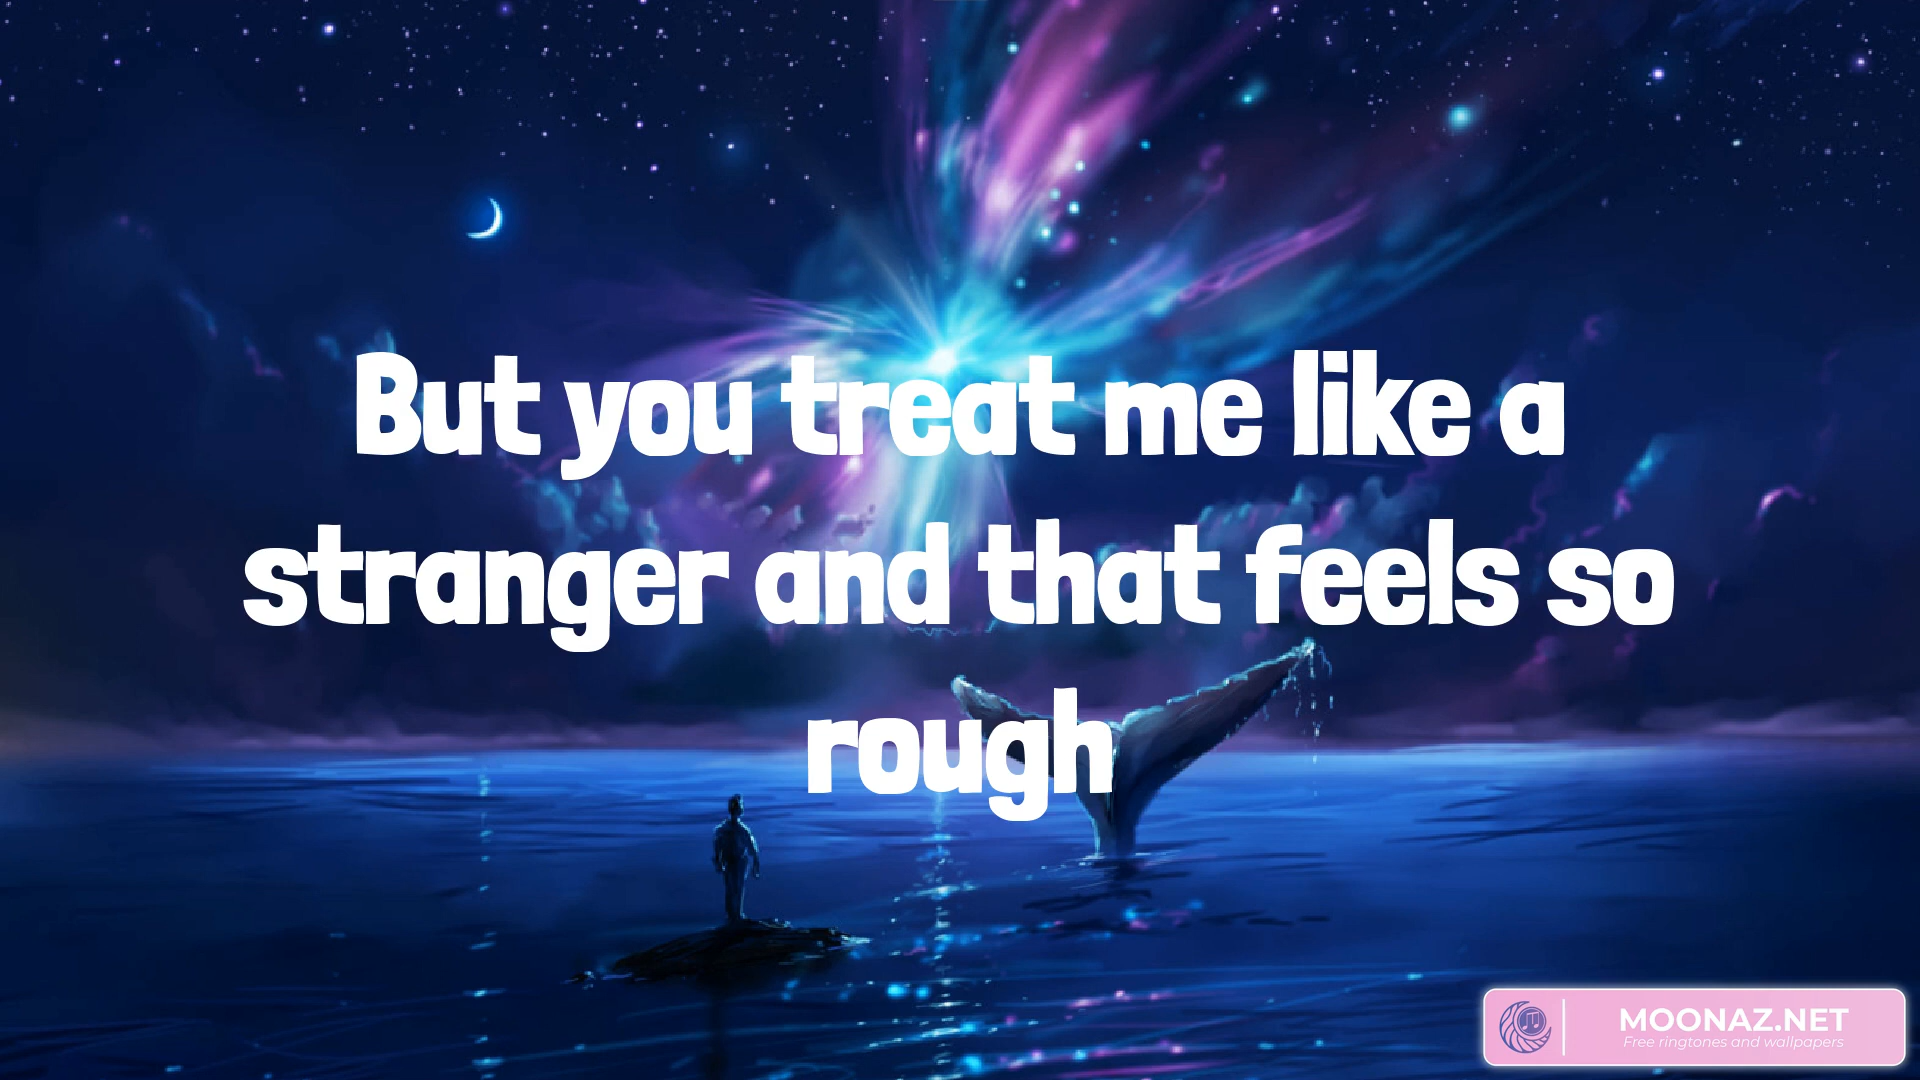 But you treat me like a
stranger and that feels so
rough
MOONAZ.NET
Free ringtones and wallpapers